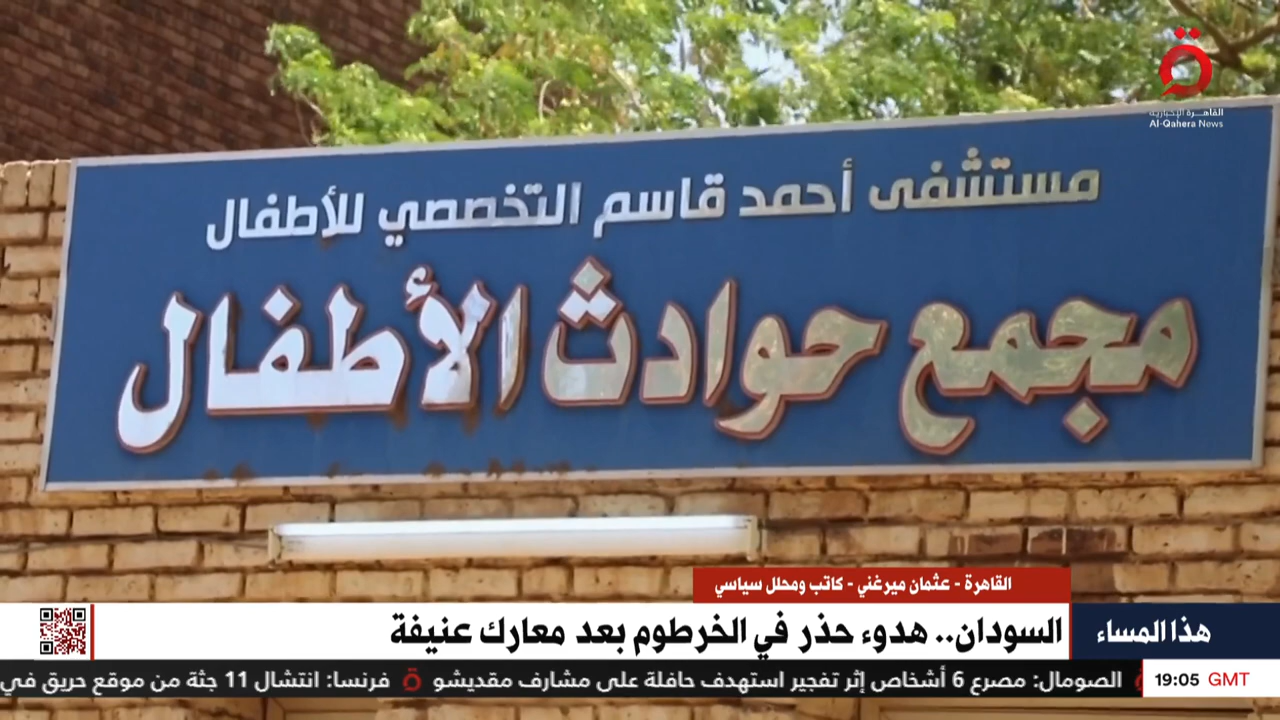 القاهرة الإخبارية
Al-Qahera News
مستشفى أحمد قاسم التخصصي للأطفال
مجمع حوادث الأطفال
القاهرة - عثمان ميرغني - كاتب ومحلل سياسي
هذا المساء
السودان.. هدوء حذر في الخرطوم بعد معارك عنيفة
19:05 GMT
الصومال: مصرع 6 أشخاص إثر تفجير استهدف حافلة على مشارف مقديشو
فرنسا: انتشال 11 جثة من موقع حريق في